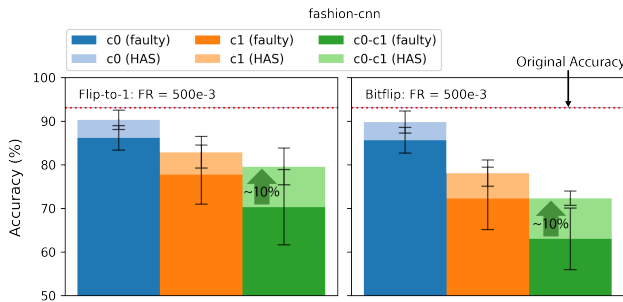 fashion-cnn
c0 (faulty) c1 (faulty) c0-c1 (faulty)
c0 (HAS) c1 (HAS) c0-c1 (HAS)
Original Accuracy
Flip-to-1: FR = 500e-3
Bitflip: FR = 500e-3
Accuracy (%)
100
90
80
70
60
50
~10%
~10%